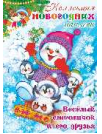 Коллекция
новогодних
Весёлый
снеговик
и его друзья